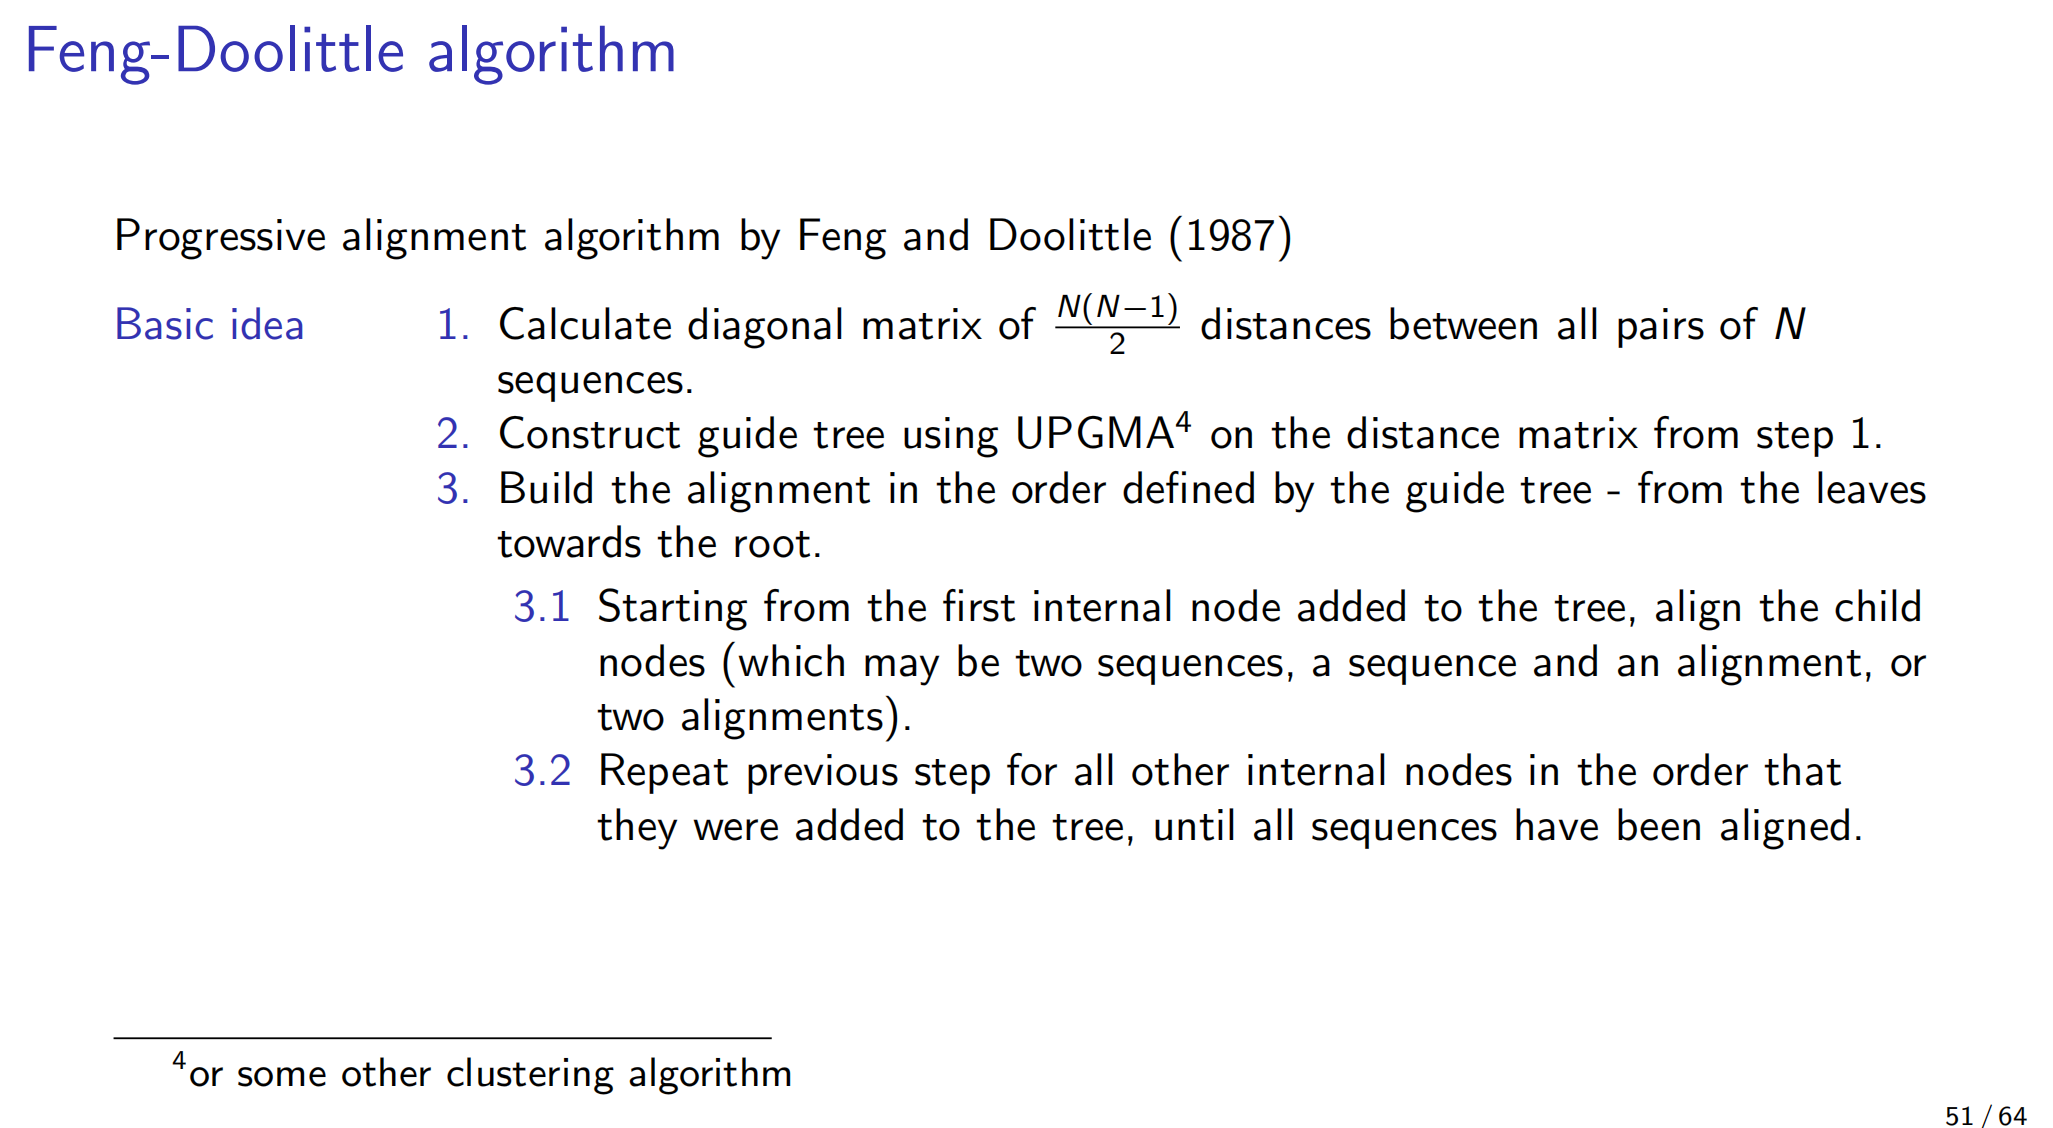 Feng-Doolittle algorithm
Progressive alignment algorithm by Feng and Doolittle (1987)
Basic idea 1. Calculate diagonal matrix of N(N−1)/2 distances between all pairs of N
sequences.
2. Construct guide tree using UPGMA⁴ on the distance matrix from step 1.
3. Build the alignment in the order defined by the guide tree - from the leaves
towards the root.
3.1 Starting from the first internal node added to the tree, align the child
nodes (which may be two sequences, a sequence and an alignment, or
two alignments).
3.2 Repeat previous step for all other internal nodes in the order that
they were added to the tree, until all sequences have been aligned.
⁴or some other clustering algorithm
51 / 64